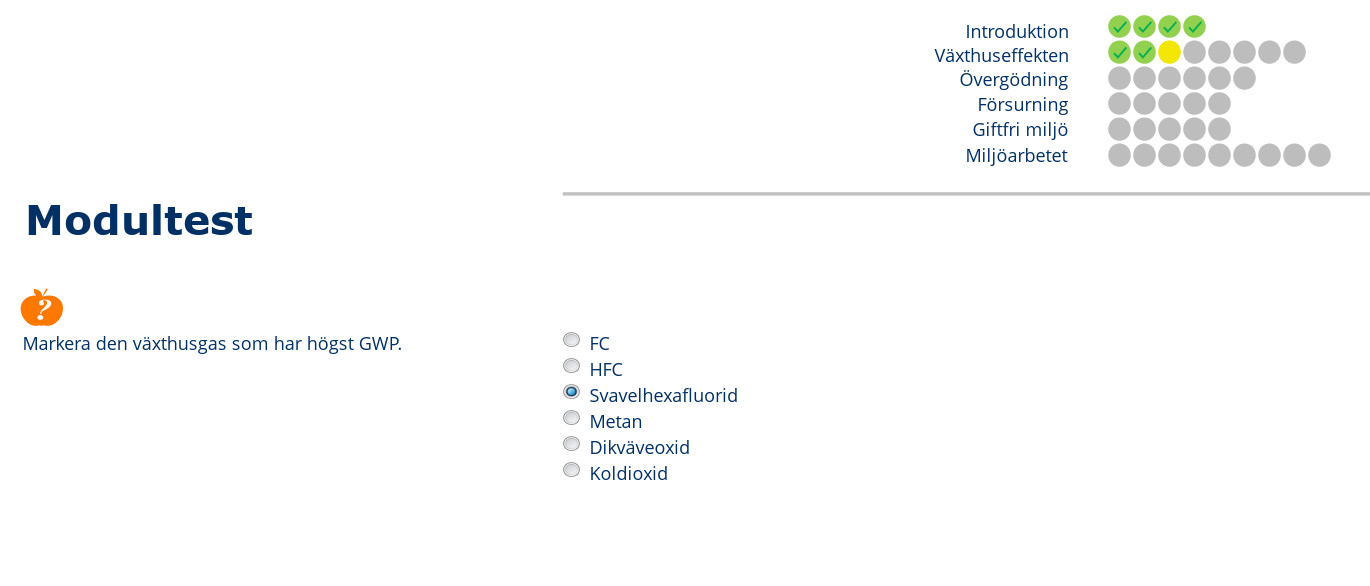 Introduktion
Växthuseffekten
Övergödning
Försurning
Giftfri miljö
Miljöarbetet
Modultest
?
Markera den växthusgas som har högst GWP.
FC
HFC
Svavelhexafluorid
Metan
Dikväveoxid
Koldioxid